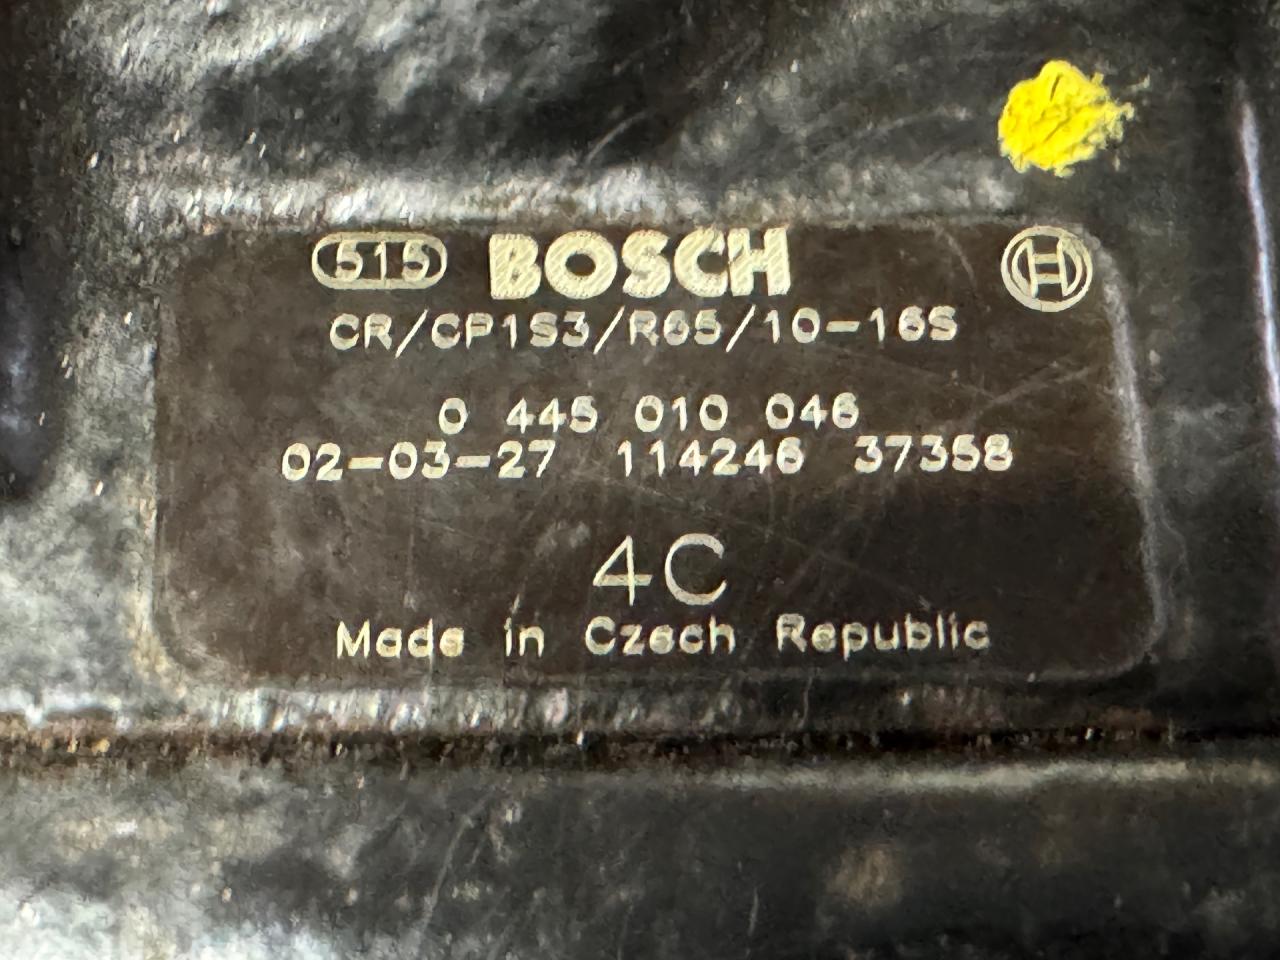 515 BOSCH
CR/CP1S3/R65/10-16S
0 445 010 046
02-03-27 114246 37358
4C
Made in Czech Republic